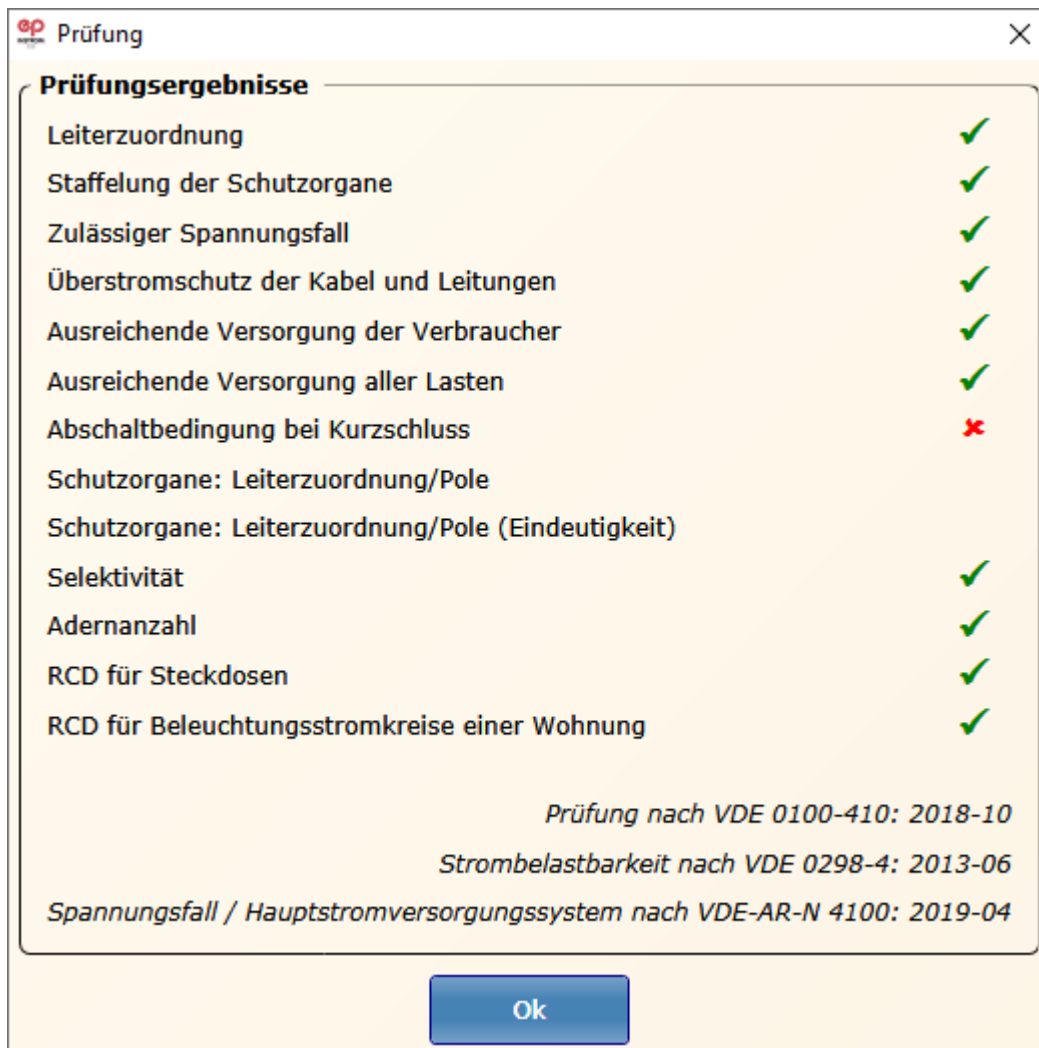 ep
Prüfung
Prüfungsergebnisse
Leiterzuordnung
Staffelung der Schutzorgane
Zulässiger Spannungsfall
Überstromschutz der Kabel und Leitungen
Ausreichende Versorgung der Verbraucher
Ausreichende Versorgung aller Lasten
Abschaltbedingung bei Kurzschluss
Schutzorgane: Leiterzuordnung/Pole
Schutzorgane: Leiterzuordnung/Pole (Eindeutigkeit)
Selektivität
Adernanzahl
RCD für Steckdosen
RCD für Beleuchtungsstromkreise einer Wohnung
Prüfung nach VDE 0100-410: 2018-10
Strombelastbarkeit nach VDE 0298-4: 2013-06
Spannungsfall / Hauptstromversorgungssystem nach VDE-AR-N 4100: 2019-04
Ok